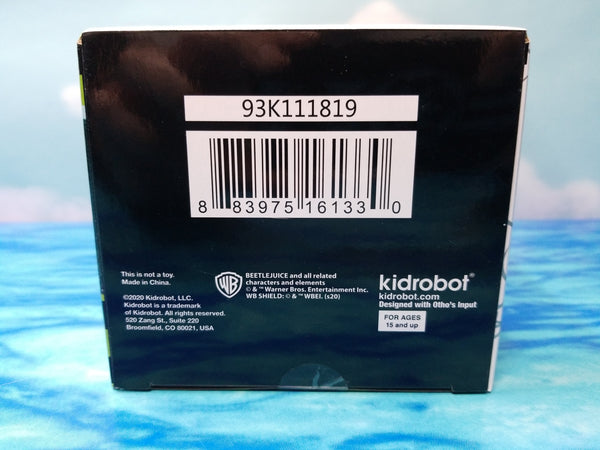 93K111819
8 83975 16133 0
This is not a toy.
Made in China.
©2020 Kidrobot, LLC.
Kidrobot is a trademark
of Kidrobot. All rights reserved.
520 Zang St., Suite 220
Broomfield, CO 80021, USA
WB
BEETLEJUICE and all related
characters and elements
© & ™ Warner Bros. Entertainment Inc.
WB SHIELD: © & ™ WBEI. (s20)
kidrobot®
kidrobot.com
Designed with Otho's Input
FOR AGES
15 and up